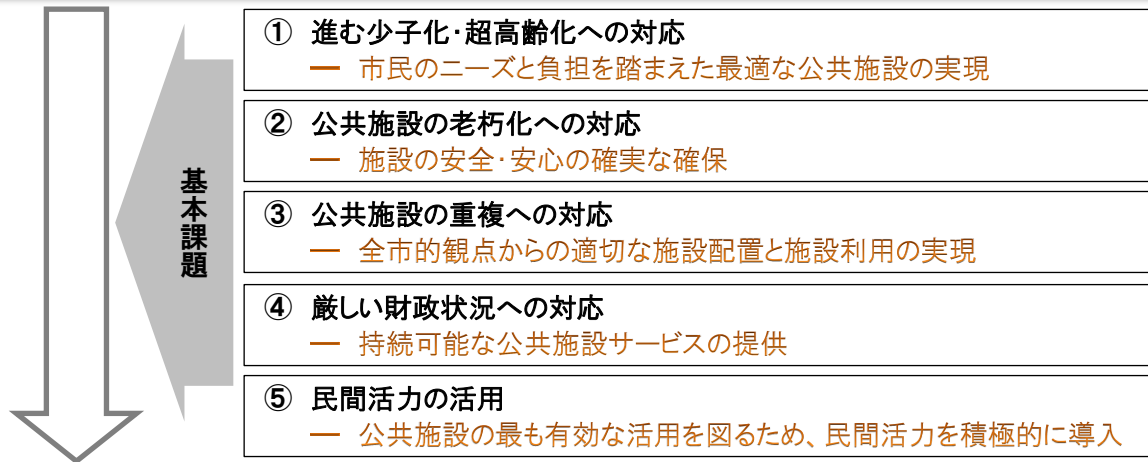 基本課題
① 進む少子化・超高齢化への対応
― 市民のニーズと負担を踏まえた最適な公共施設の実現
② 公共施設の老朽化への対応
― 施設の安全・安心の確実な確保
③ 公共施設の重複への対応
― 全市的観点からの適切な施設配置と施設利用の実現
④ 厳しい財政状況への対応
― 持続可能な公共施設サービスの提供
⑤ 民間活力の活用
― 公共施設の最も有効な活用を図るため、民間活力を積極的に導入